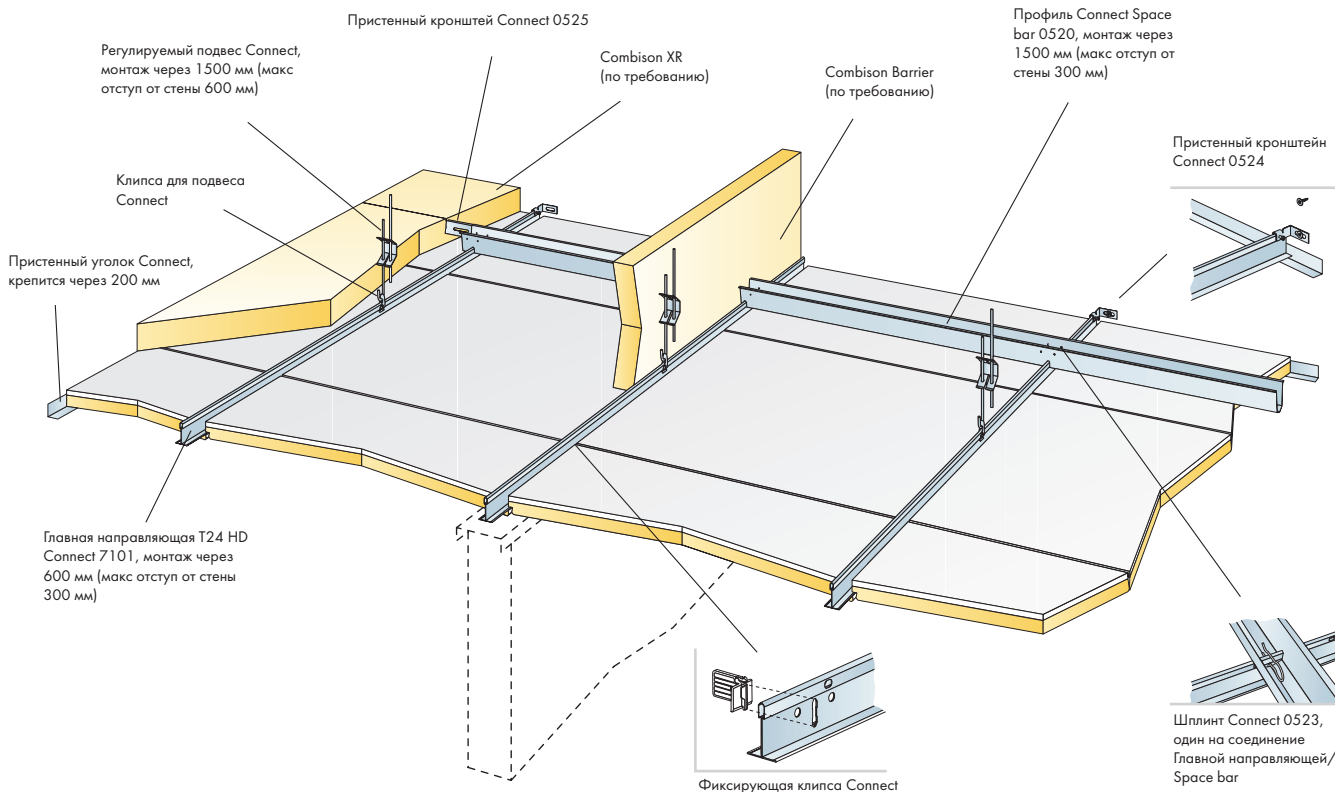 Пристенный кронштей Connect 0525
Регулируемый подвес Connect,
монтаж через 1500 мм (макс
отступ от стены 600 мм)
Combison XR
(по требованию)
Combison Barrier
(по требованию)
Профиль Connect Space
bar 0520, монтаж через
1500 мм (макс отступ от
стены 300 мм)
Пристенный кронштейн
Connect 0524
Клипса для подвеса
Connect
Пристенный уголок Connect,
крепится через 200 мм
Главная направляющая T24 HD
Connect 7101, монтаж через
600 мм (макс отступ от стены
300 мм)
Фиксирующая клипса Connect
Шплинт Connect 0523,
один на соединение
Главной направляющей/
Space bar